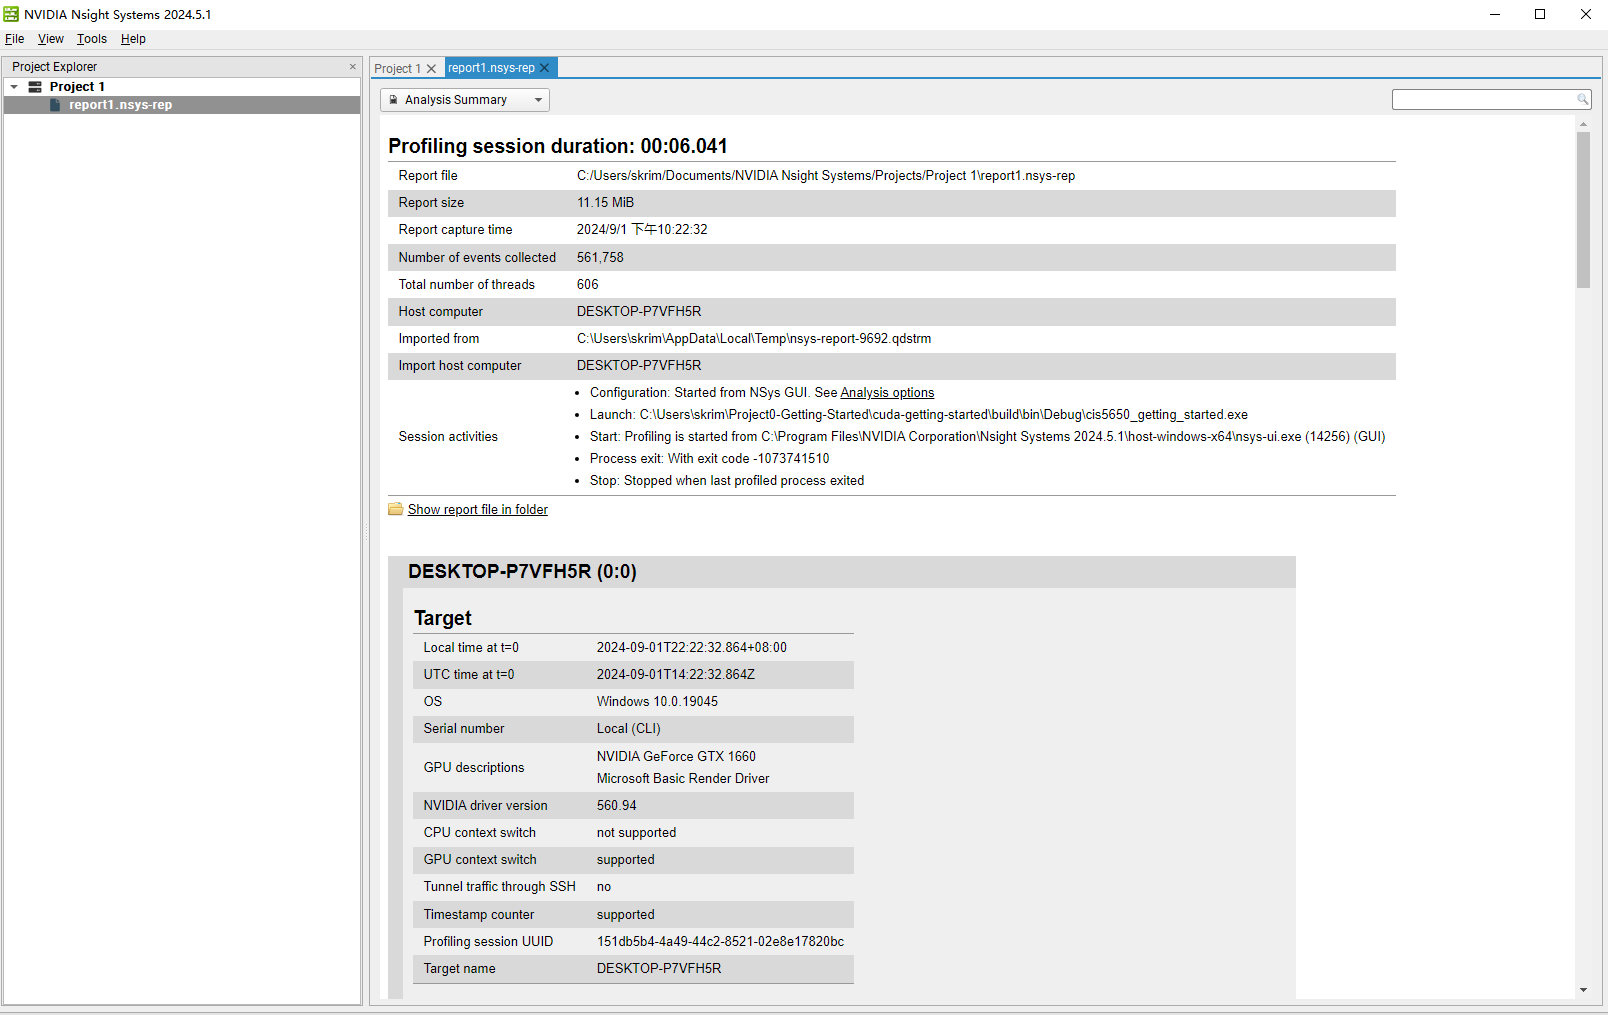 NVIDIA Nsight Systems 2024.5.1
File View Tools Help
Project Explorer
Project 1
report1.nsys-rep
Project 1 report1.nsys-rep
Analysis Summary
Profiling session duration: 00:06.041
Report file C:/Users/skrim/Documents/NVIDIA Nsight Systems/Projects/Project 1\report1.nsys-rep
Report size 11.15 MiB
Report capture time 2024/9/1 下午10:22:32
Number of events collected 561,758
Total number of threads 606
Host computer DESKTOP-P7VFH5R
Imported from C:\Users\skrim\AppData\Local\Temp\nsys-report-9692.qdstrm
Import host computer DESKTOP-P7VFH5R
Session activities
• Configuration: Started from NSys GUI. See Analysis options
• Launch: C:\Users\skrim\Project0-Getting-Started\cuda-getting-started\build\bin\Debug\cis5650_getting_started.exe
• Start: Profiling is started from C:\Program Files\NVIDIA Corporation\Nsight Systems 2024.5.1\host-windows-x64\nsys-ui.exe (14256) (GUI)
• Process exit: With exit code -1073741510
• Stop: Stopped when last profiled process exited
Show report file in folder
DESKTOP-P7VFH5R (0:0)
Target
Local time at t=0 2024-09-01T22:22:32.864+08:00
UTC time at t=0 2024-09-01T14:22:32.864Z
OS Windows 10.0.19045
Serial number Local (CLI)
GPU descriptions NVIDIA GeForce GTX 1660
Microsoft Basic Render Driver
NVIDIA driver version 560.94
CPU context switch not supported
GPU context switch supported
Tunnel traffic through SSH no
Timestamp counter supported
Profiling session UUID 151db5b4-4a49-44c2-8521-02e8e17820bc
Target name DESKTOP-P7VFH5R